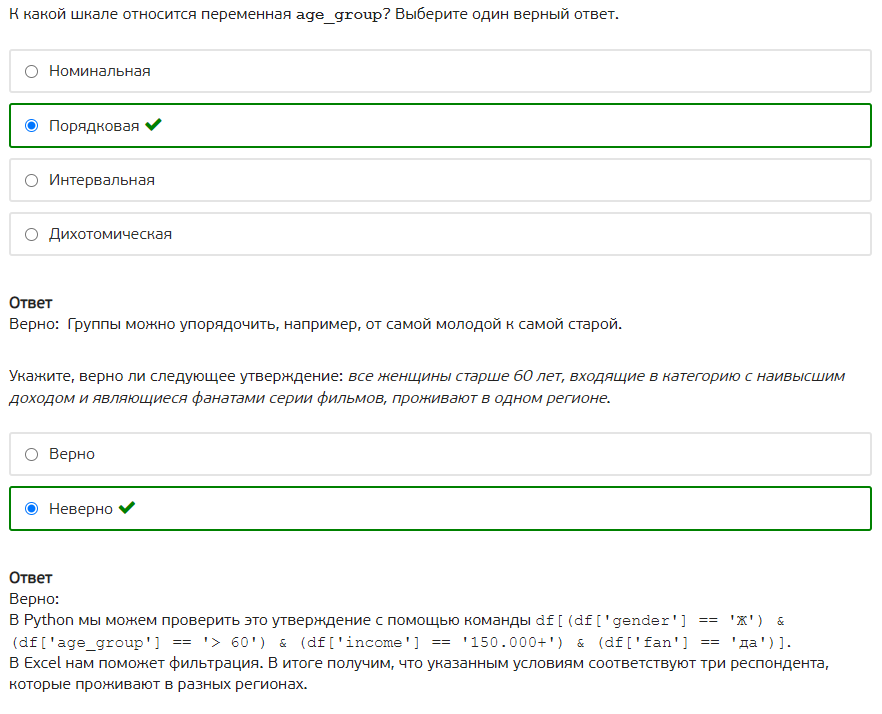 К какой шкале относится переменная age_group? Выберите один верный ответ.
Номинальная
Порядковая
Интервальная
Дихотомическая
Ответ
Верно: Группы можно упорядочить, например, от самой молодой к самой старой.
Укажите, верно ли следующее утверждение: все женщины старше 60 лет, входящие в категорию с наивысшим
доходом и являющиеся фанатами серии фильмов, проживают в одном регионе.
Верно
Неверно
Ответ
Верно:
В Python мы можем проверить это утверждение с помощью команды df[(df['gender'] == 'Ж') &
(df['age_group'] == '> 60') & (df['income'] == '150.000+') & (df['fan'] == 'да')].
В Excel нам поможет фильтрация. В итоге получим, что указанным условиям соответствуют три респондента,
которые проживают в разных регионах.